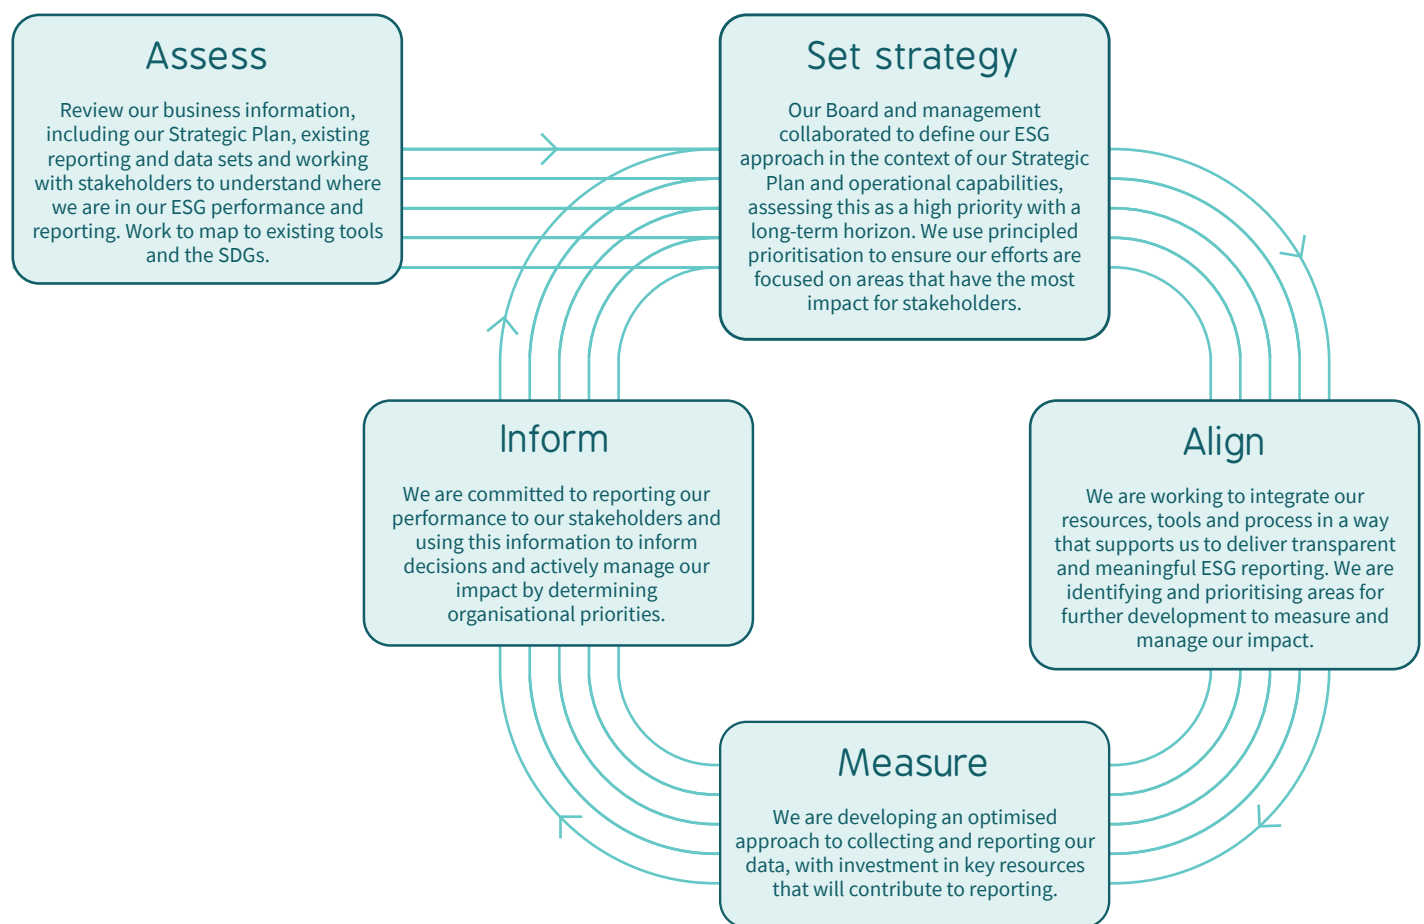 Assess
Review our business information,
including our Strategic Plan, existing
reporting and data sets and working
with stakeholders to understand where
we are in our ESG performance and
reporting. Work to map to existing tools
and the SDGs.
Set strategy
Our Board and management
collaborated to define our ESG
approach in the context of our Strategic
Plan and operational capabilities,
assessing this as a high priority with a
long-term horizon. We use principled
prioritisation to ensure our efforts are
focused on areas that have the most
impact for stakeholders.
Align
We are working to integrate our
resources, tools and process in a way
that supports us to deliver transparent
and meaningful ESG reporting. We are
identifying and prioritising areas for
further development to measure and
manage our impact.
Measure
We are developing an optimised
approach to collecting and reporting our
data, with investment in key resources
that will contribute to reporting.
Inform
We are committed to reporting our
performance to our stakeholders and
using this information to inform
decisions and actively manage our
impact by determining
organisational priorities.